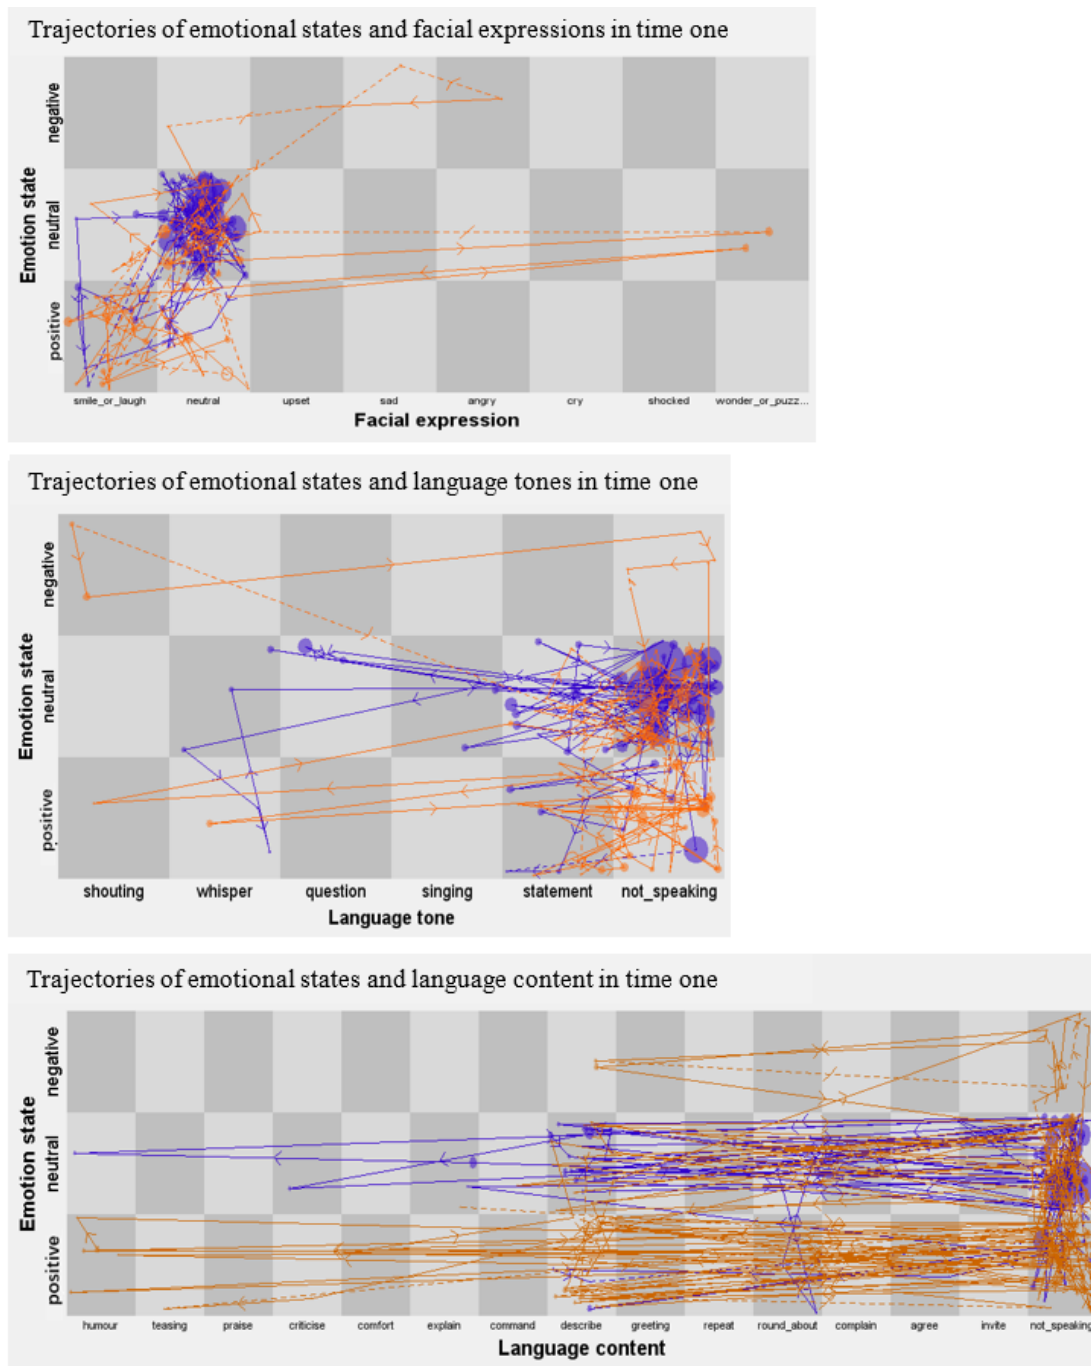 Trajectories of emotional states and facial expressions in time one
negative
neutral
positive
Emotion state
smile_or_laugh neutral upset sad angry cry shocked wonder_or_puzz...
Facial expression
Trajectories of emotional states and language tones in time one
negative
neutral
positive
Emotion state
shouting whisper question singing statement not_speaking
Language tone
Trajectories of emotional states and language content in time one
negative
neutral
positive
Emotion state
humour teasing praise criticise comfort explain command describe greeting repeat round_about complain agree invite not_speaking
Language content